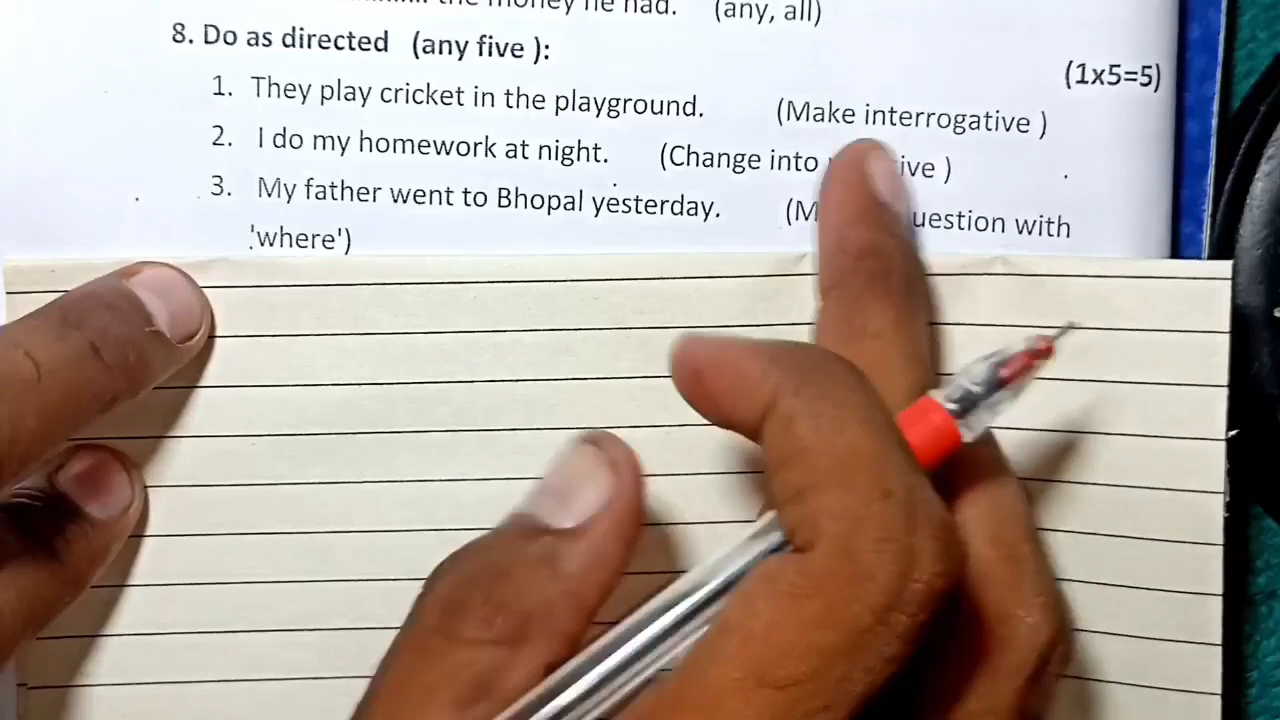 the money he had. (any, all)
8. Do as directed (any five ):
(1x5=5)
1. They play cricket in the playground. (Make interrogative )
2. I do my homework at night. (Change into
3. My father went to Bhopal yesterday. with
'where')